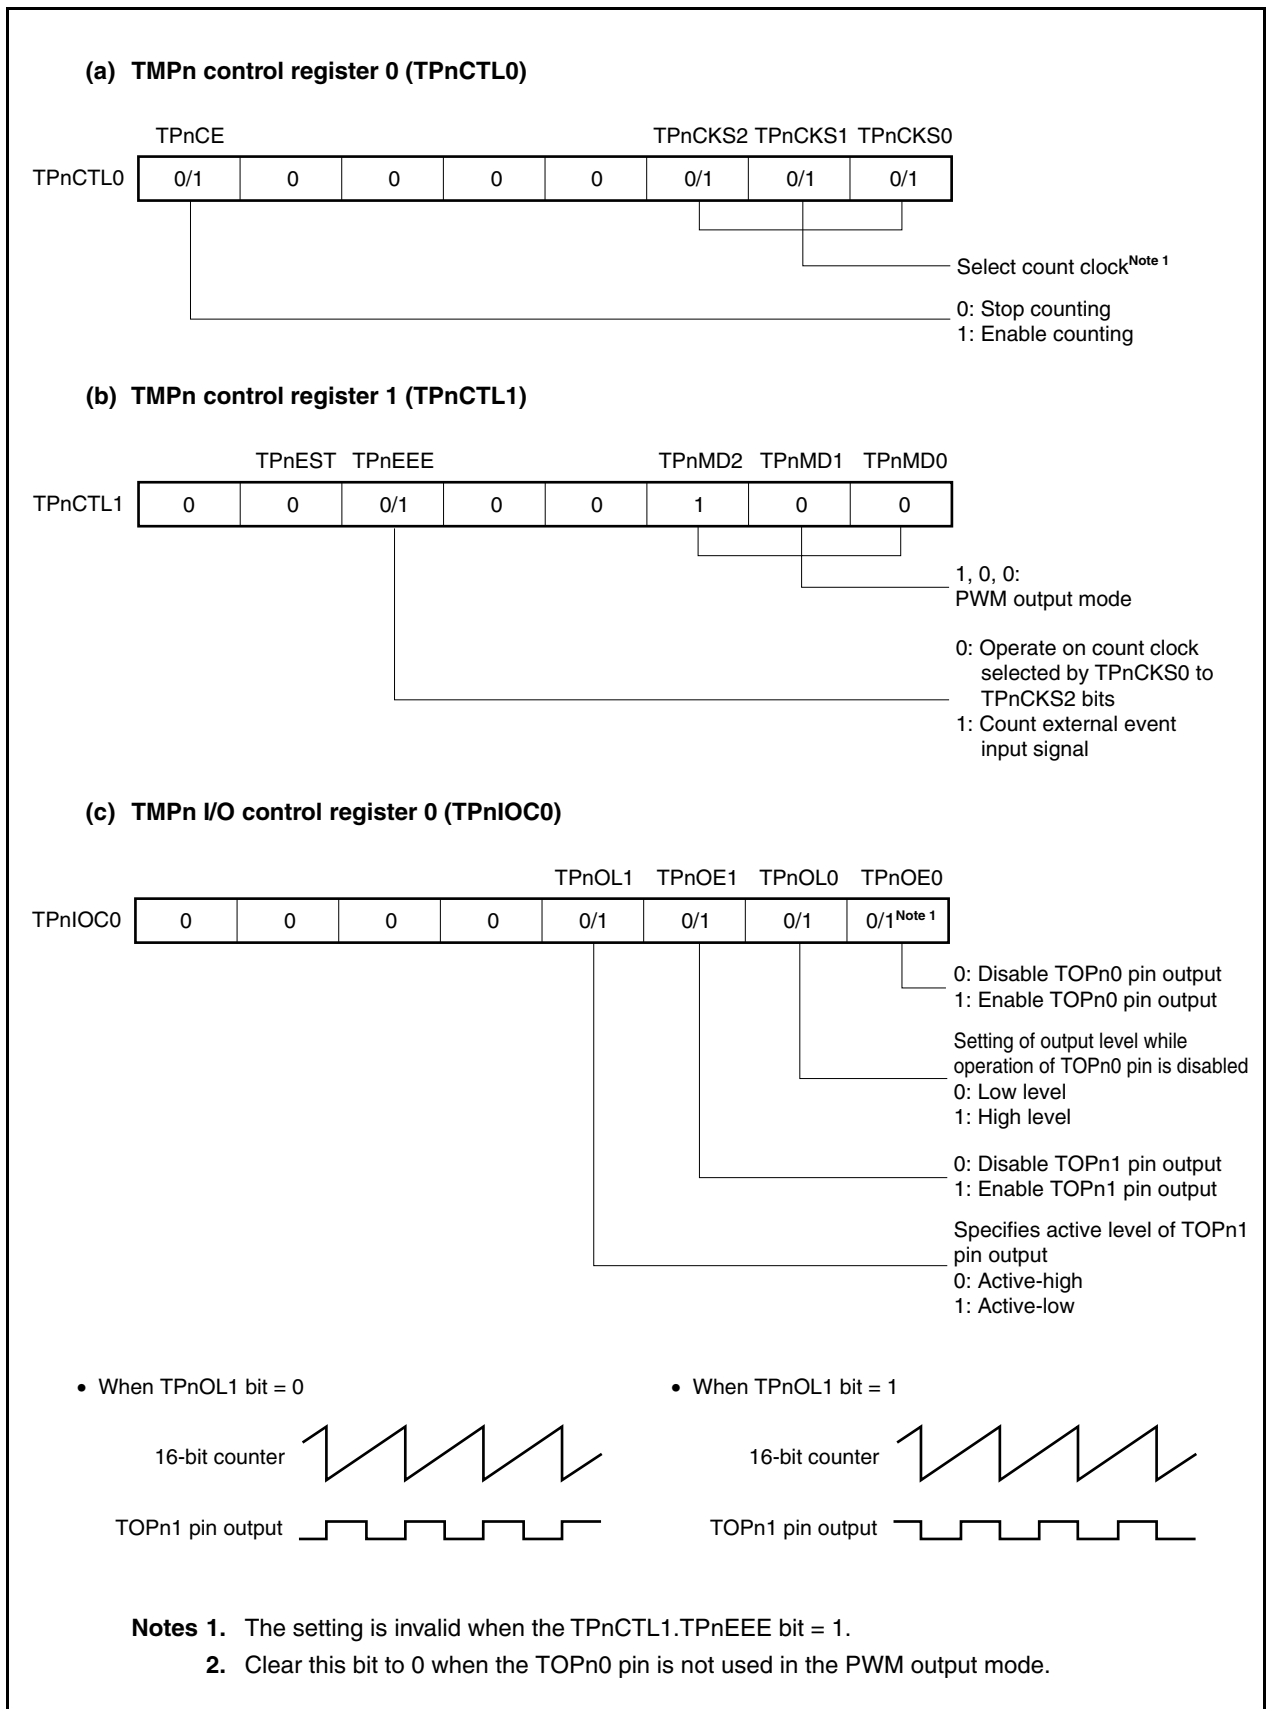 (a) TMPn control register 0 (TPnCTL0)
TPnCE TPnCKS2 TPnCKS1 TPnCKS0
TPnCTL0 0/1 0 0 0 0 0/1 0/1 0/1
Select count clockNote 1
0: Stop counting
1: Enable counting
(b) TMPn control register 1 (TPnCTL1)
TPnEST TPnEEE TPnMD2 TPnMD1 TPnMD0
TPnCTL1 0 0 0/1 0 0 1 0 0
1, 0, 0:
PWM output mode
0: Operate on count clock
selected by TPnCKS0 to
TPnCKS2 bits
1: Count external event
input signal
(c) TMPn I/O control register 0 (TPnIOC0)
TPnOL1 TPnOE1 TPnOL0 TPnOE0
TPnIOC0 0 0 0 0 0/1 0/1 0/1 0/1Note 1
0: Disable TOPn0 pin output
1: Enable TOPn0 pin output
Setting of output level while
operation of TOPn0 pin is disabled
0: Low level
1: High level
0: Disable TOPn1 pin output
1: Enable TOPn1 pin output
Specifies active level of TOPn1
pin output
0: Active-high
1: Active-low
• When TPnOL1 bit = 0 • When TPnOL1 bit = 1
16-bit counter 16-bit counter
TOPn1 pin output TOPn1 pin output
Notes 1. The setting is invalid when the TPnCTL1.TPnEEE bit = 1.
2. Clear this bit to 0 when the TOPn0 pin is not used in the PWM output mode.